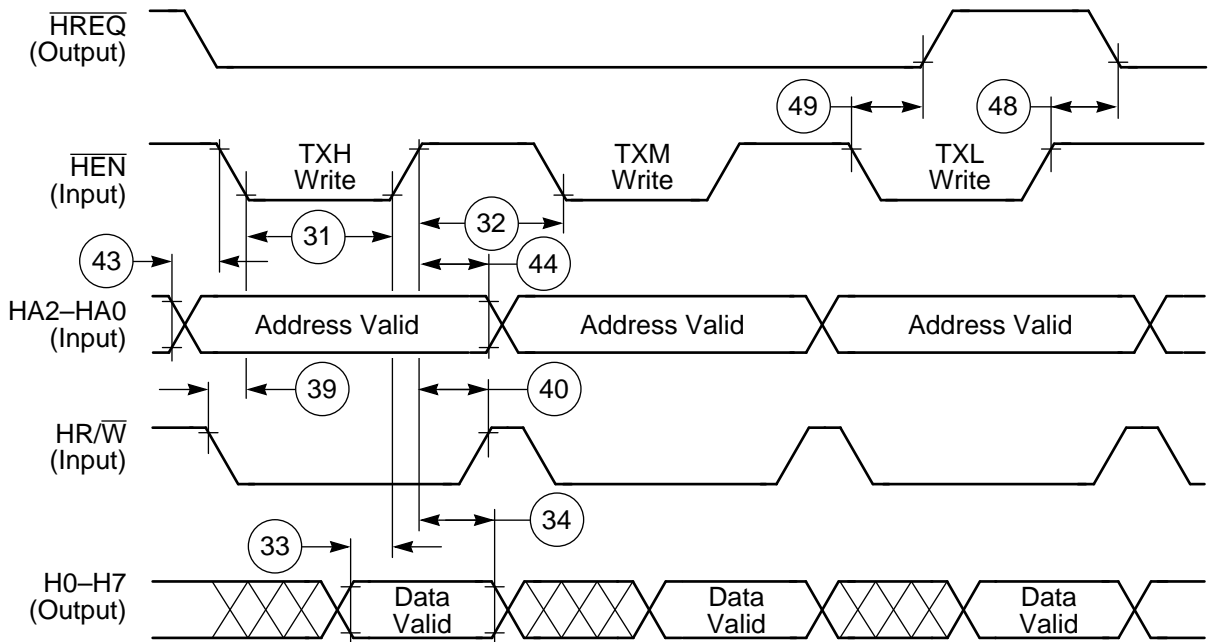 HREQ
(Output)
49
48
HEN
(Input)
TXH
Write
TXM
Write
TXL
Write
31
32
43
44
HA2–HA0
(Input)
Address Valid
Address Valid
Address Valid
39
40
HR/W
(Input)
34
33
H0–H7
(Output)
Data
Valid
Data
Valid
Data
Valid